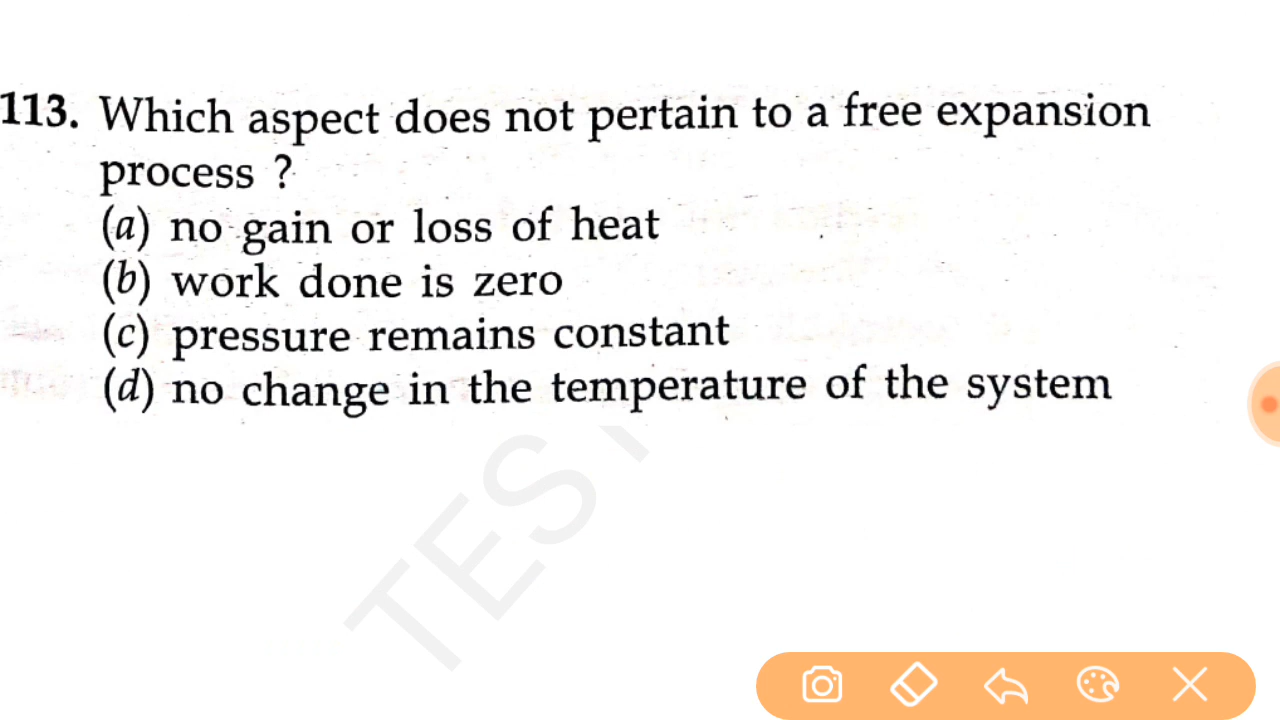 113. Which aspect does not pertain to a free expansion
process ?
(a) no gain or loss of heat
(b) work done is zero
(c) pressure remains constant
(d) no change in the temperature of the system
TEST